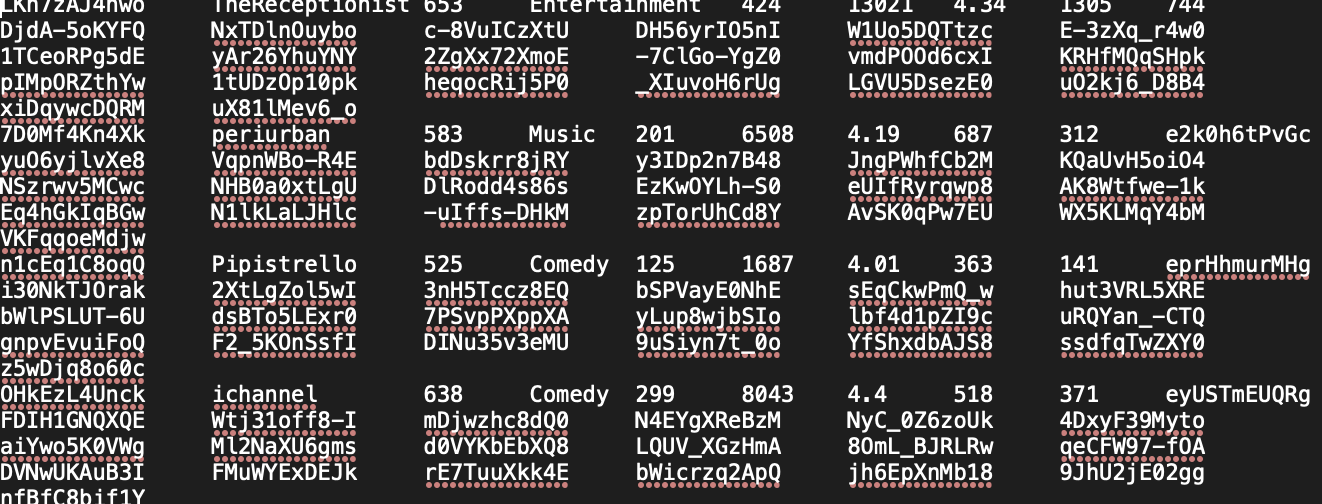 LKh7zAJ4nwo TheReceptionist 653 Entertainment 424 13021 4.34 1305 744
DjdA-5oKYFQ NxTDlnOuybo c-8VuICzXtU DH56yrIO5nI W1Uo5DQTtzc E-3zXq_r4w0
1TCeoRPg5dE yAr26YhuYNY 2ZgXx72XmoE -7ClGo-YgZ0 vmdPOOd6cxI KRHfMQqSHpk
pIMpORZthYw 1tUDzOp10pk heqocRij5P0 _XIuvoH6rUg LGVU5DsezE0 uO2kj6_D8B4
xiDqywcDQRM uX81lMev6_o
7D0Mf4Kn4Xk periurban 583 Music 201 6508 4.19 687 312 e2k0h6tPvGc
yuO6yjlvXe8 VqpnWBo-R4E bdDskrr8jRY y3IDp2n7B48 JngPWhfCb2M KQaUvH5oiO4
NSzrwv5MCwc NHB0a0xtLgU DlRodd4s86s EzKwOYLh-S0 eUIfRyrqwp8 AK8Wtfwe-1k
Eq4hGkIqBGw N1lkLaLJHlc -uIffs-DHkM zpTorUhCd8Y AvSK0qPw7EU WX5KLMqY4bM
VKFqqoeMdjw
n1cEq1C8oqQ Pipistrello 525 Comedy 125 1687 4.01 363 141 eprHhmurMHg
i30NkTJOrak 2XtLgZol5wI 3nH5Tccz8EQ bSPVayE0NhE sEqCkwPmQ_w hut3VRL5XRE
bWlPSLUT-6U dsBTo5LExr0 7PSvpPXppXA yLup8wjbSIo lbf4d1pZI9c uRQYan_-CTQ
gnpvEvuiFoQ F2_5KOnSsfI DINu35v3eMU 9uSiyn7t_0o YfShxdbAJS8 ssdfqTwZXY0
z5wDjq8o60c
OHkEzL4Unck ichannel 638 Comedy 299 8043 4.4 518 371 eyUSTmEUQRg
FDIH1GNQXQE Wtj31off8-I mDjwzhc8dQ0 N4EYgXReBzM NyC_0Z6zoUk 4DxyF39Myto
aiYwo5K0VWg Ml2NaXU6gms d0VYKbEbXQ8 LQUV_XGzHmA 8OmL_BJRLRw qeCFW97-fOA
DVNwUKAuB3I FMuWYExDEJk rE7TuuXkk4E bWicrzq2ApQ jh6EpXnMb18 9JhU2jE02gg
nfBfC8bif1Y